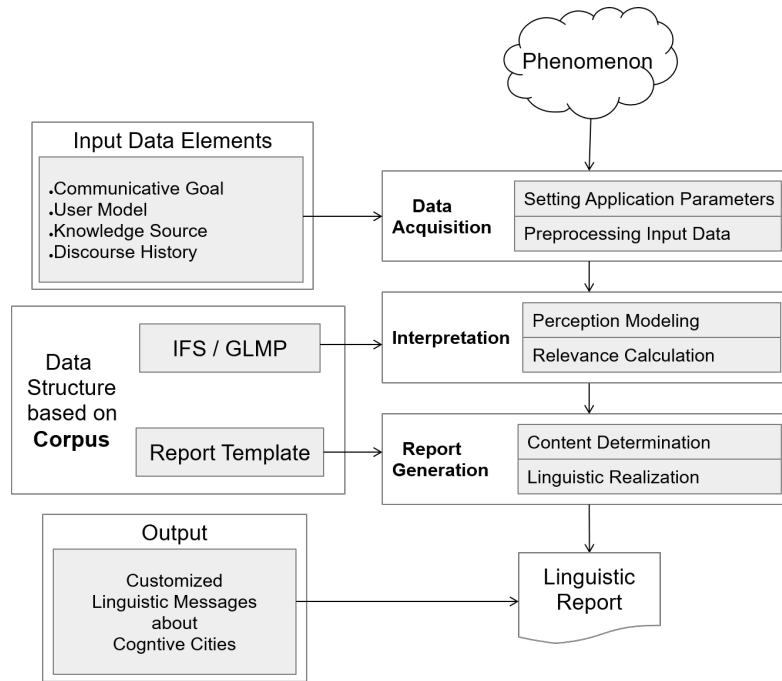 Phenomenon
Input Data Elements
.Communicative Goal
.User Model
.Knowledge Source
.Discourse History
Data
Acquisition
Setting Application Parameters
Preprocessing Input Data
Data
Structure
based on
Corpus
IFS / GLMP
Report Template
Interpretation
Perception Modeling
Relevance Calculation
Report
Generation
Content Determination
Linguistic Realization
Output
Customized
Linguistic Messages
about
Cogntive Cities
Linguistic
Report